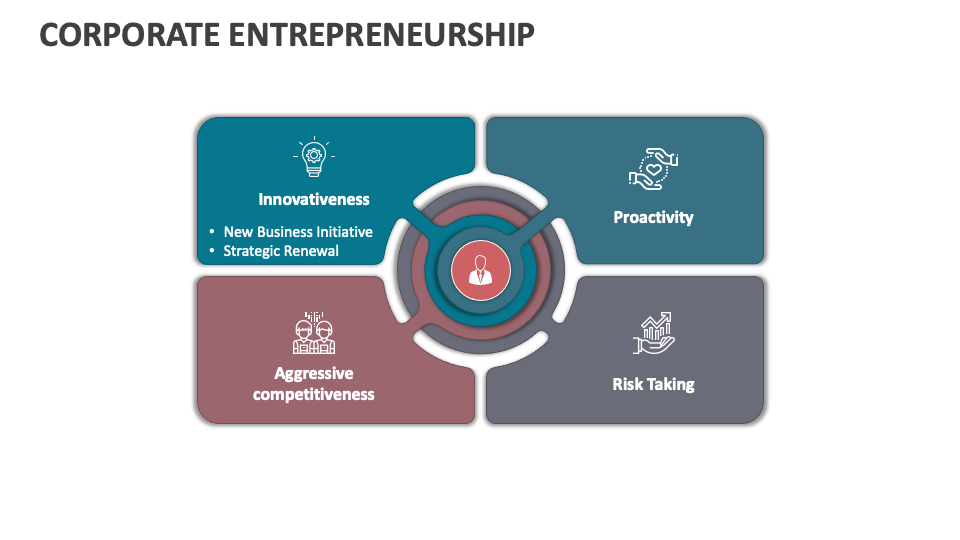 CORPORATE ENTREPRENEURSHIP
Innovativeness
• New Business Initiative
• Strategic Renewal
Proactivity
Aggressive
competitiveness
Risk Taking